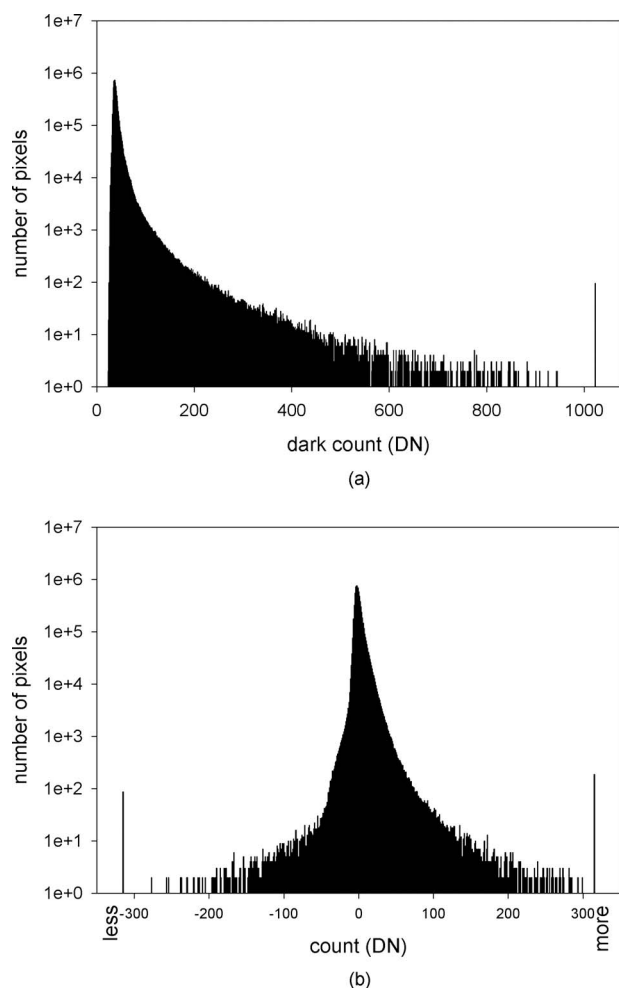 1e+7
1e+6
1e+5
1e+4
1e+3
1e+2
1e+1
1e+0
number of pixels
0 200 400 600 800 1000
dark count (DN)
(a)
1e+7
1e+6
1e+5
1e+4
1e+3
1e+2
1e+1
1e+0
number of pixels
less -300 -200 -100 0 100 200 300 more
count (DN)
(b)